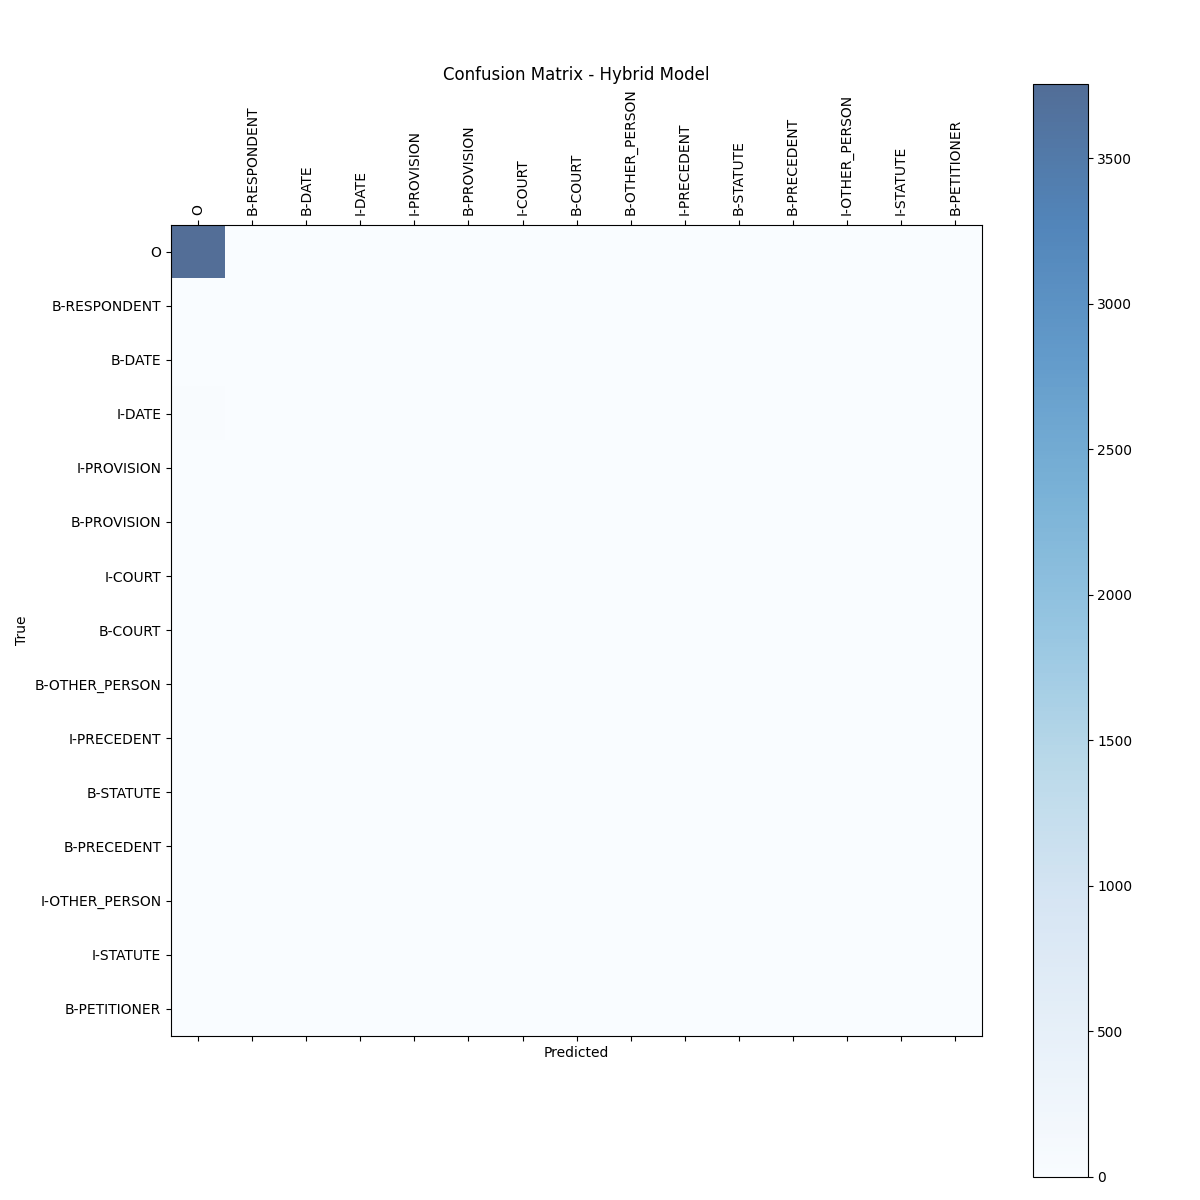 Confusion Matrix - Hybrid Model
O
B-RESPONDENT
B-DATE
I-DATE
I-PROVISION
B-PROVISION
I-COURT
B-COURT
B-OTHER_PERSON
I-PRECEDENT
B-STATUTE
B-PRECEDENT
I-OTHER_PERSON
I-STATUTE
B-PETITIONER
True
O
B-RESPONDENT
B-DATE
I-DATE
I-PROVISION
B-PROVISION
I-COURT
B-COURT
B-OTHER_PERSON
I-PRECEDENT
B-STATUTE
B-PRECEDENT
I-OTHER_PERSON
I-STATUTE
B-PETITIONER
Predicted
3500
3000
2500
2000
1500
1000
500
0